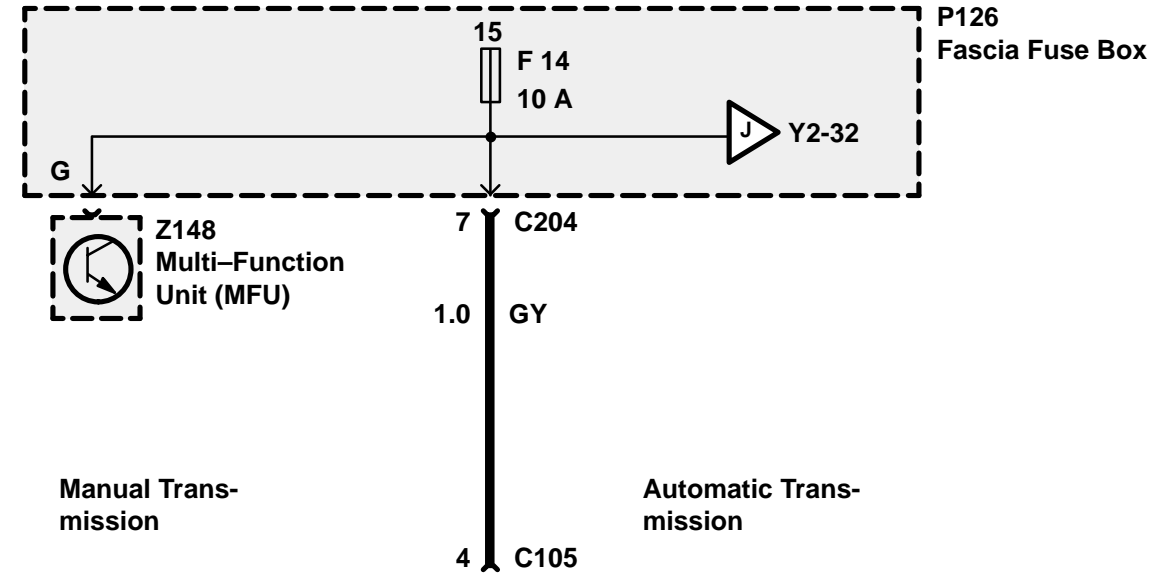 P126
Fascia Fuse Box
15
F 14
10 A
J
Y2-32
G
Z148
Multi–Function
Unit (MFU)
7
C204
1.0
GY
Manual Trans-
mission
Automatic Trans-
mission
4
C105